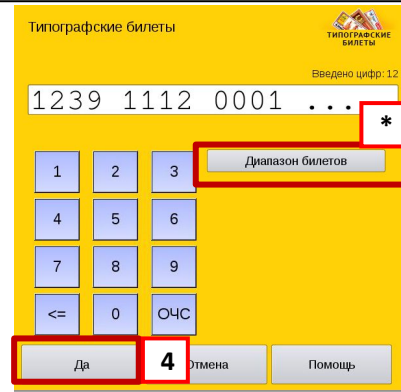 Типографские билеты
ТИПОГРАФСКИЕ
БИЛЕТЫ
Введено цифр: 12
1239 1112 0001 ...
*
Диапазон билетов
1 2 3
4 5 6
7 8 9
<= 0 ОЧС
Да 4 Отмена Помощь